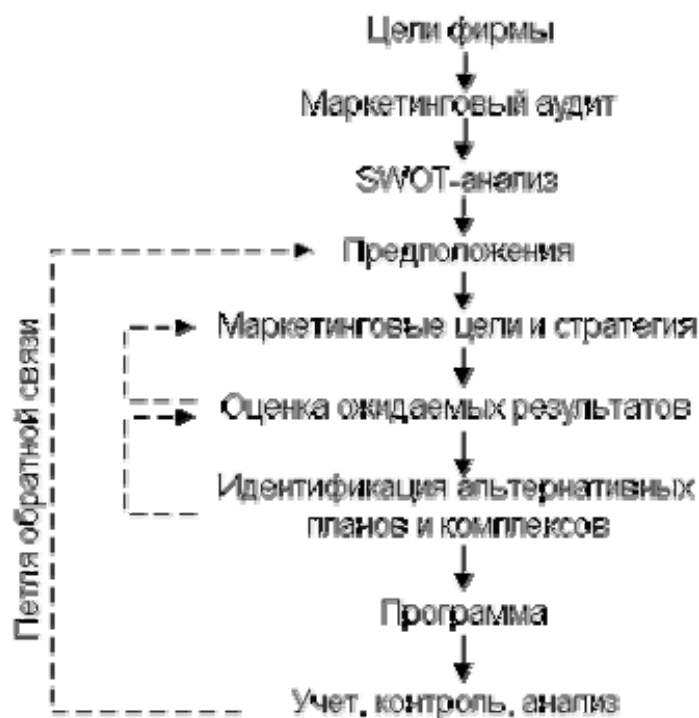 Цели фирмы
Маркетинговый аудит
SWOT-анализ
Предположения
Маркетинговые цели и стратегия
Оценка ожидаемых результатов
Идентификация альтернативных
планов и комплексов
Программа
Учет, контроль, анализ
Петля обратной связи